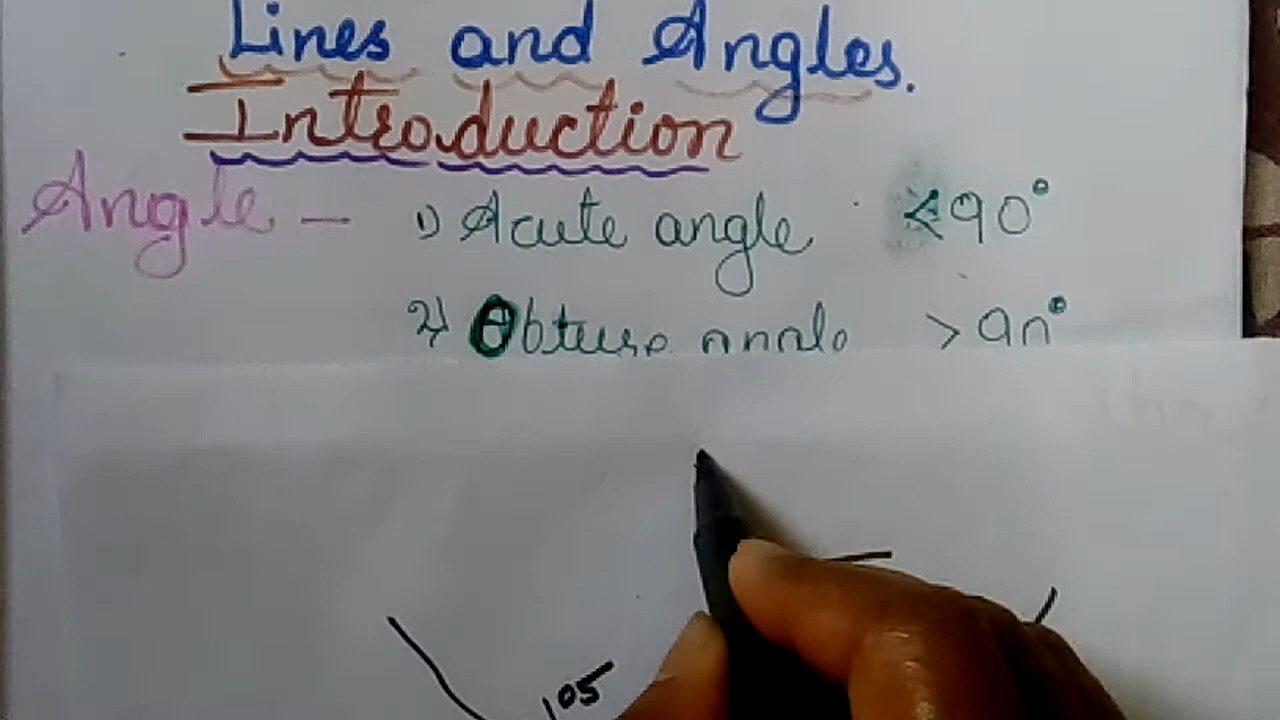 Lines and Angles.
Introduction
Angle – 1) Acute angle <90°
2) Obtuse angle >90°
105